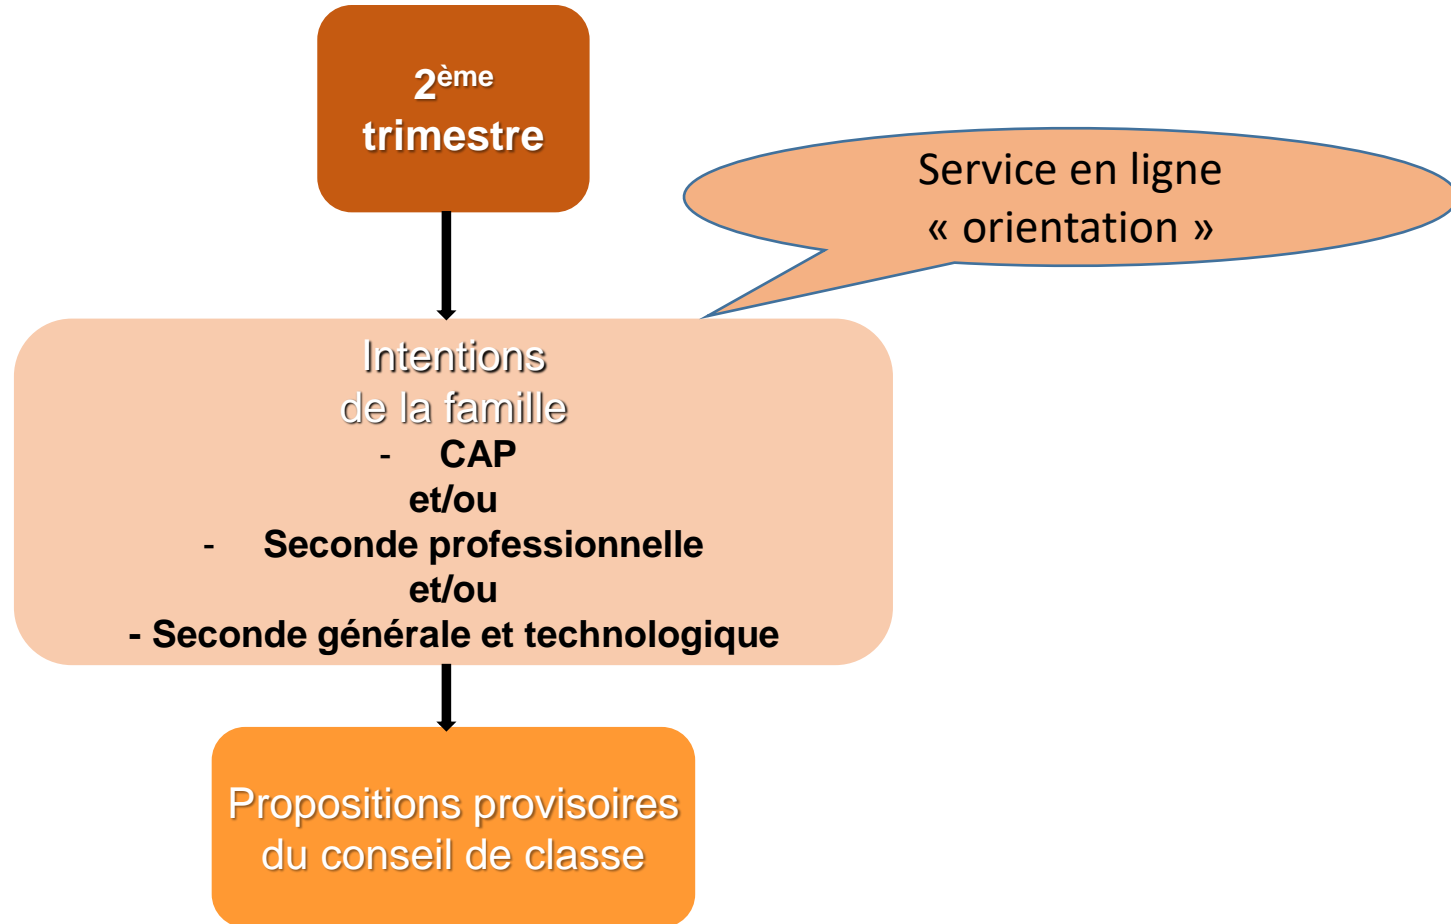 2ème
trimestre
Service en ligne
« orientation »
Intentions
de la famille
- CAP
et/ou
- Seconde professionnelle
et/ou
- Seconde générale et technologique
Propositions provisoires
du conseil de classe